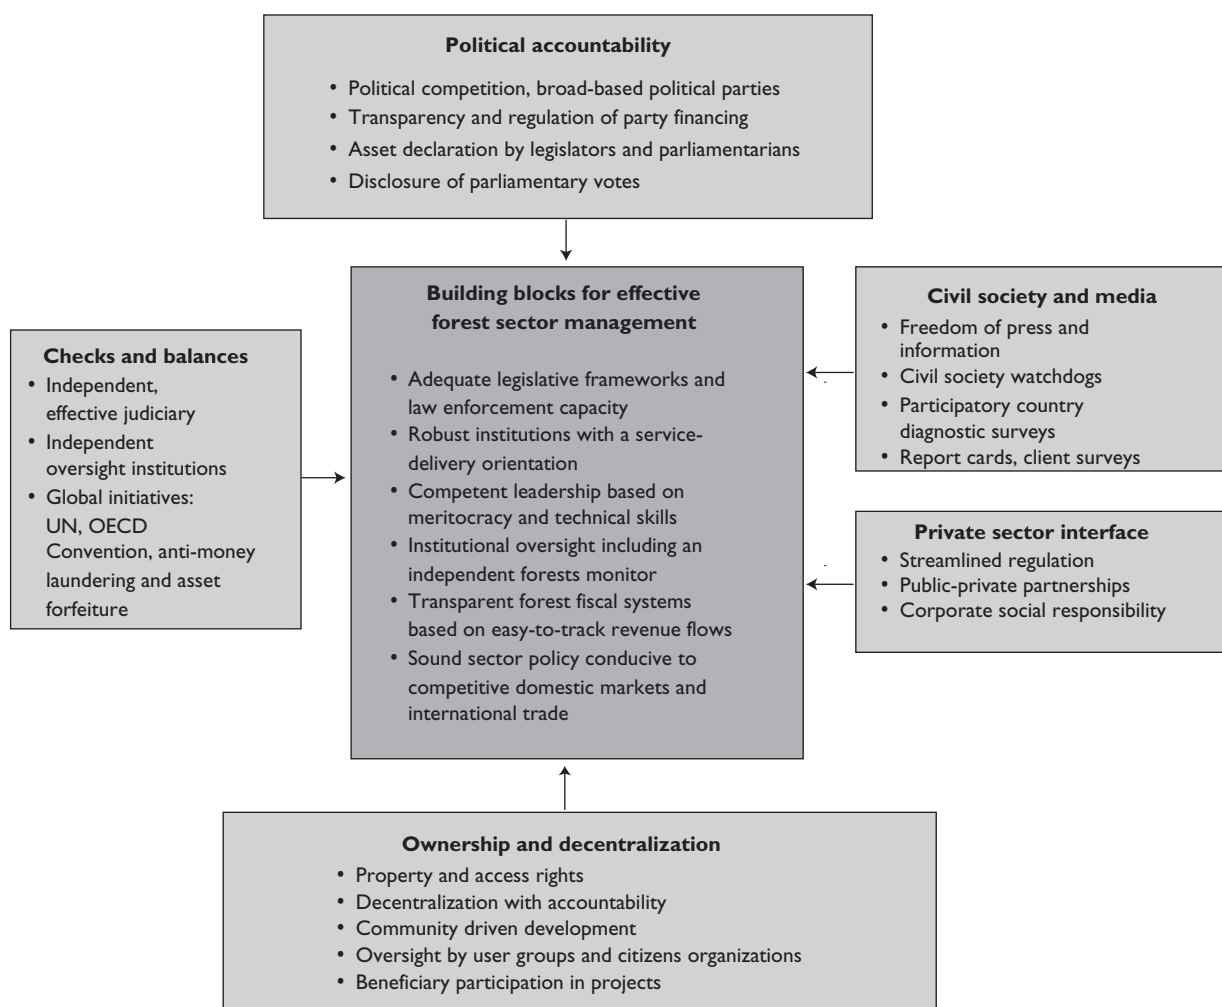 Political accountability
• Political competition, broad-based political parties
• Transparency and regulation of party financing
• Asset declaration by legislators and parliamentarians
• Disclosure of parliamentary votes
Building blocks for effective
forest sector management
• Adequate legislative frameworks and
law enforcement capacity
• Robust institutions with a service-
delivery orientation
• Competent leadership based on
meritocracy and technical skills
• Institutional oversight including an
independent forests monitor
• Transparent forest fiscal systems
based on easy-to-track revenue flows
• Sound sector policy conducive to
competitive domestic markets and
international trade
Checks and balances
• Independent,
effective judiciary
• Independent
oversight institutions
• Global initiatives:
UN, OECD
Convention, anti-money
laundering and asset
forfeiture
Civil society and media
• Freedom of press and
information
• Civil society watchdogs
• Participatory country
diagnostic surveys
• Report cards, client surveys
Private sector interface
• Streamlined regulation
• Public-private partnerships
• Corporate social responsibility
Ownership and decentralization
• Property and access rights
• Decentralization with accountability
• Community driven development
• Oversight by user groups and citizens organizations
• Beneficiary participation in projects